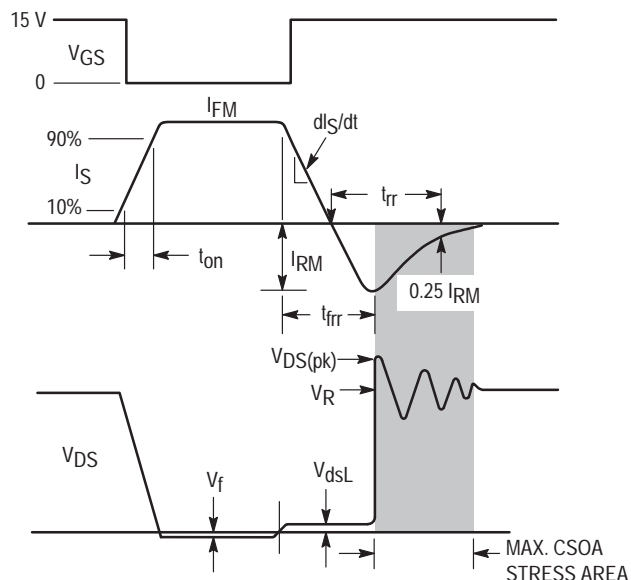 15 V
VGS
0
IFM
90%
dIS/dt
IS
trr
10%
ton
IRM
0.25 IRM
tfrr
VDS(pk)
VR
VDS
Vf
VdsL
MAX. CSOA
STRESS AREA